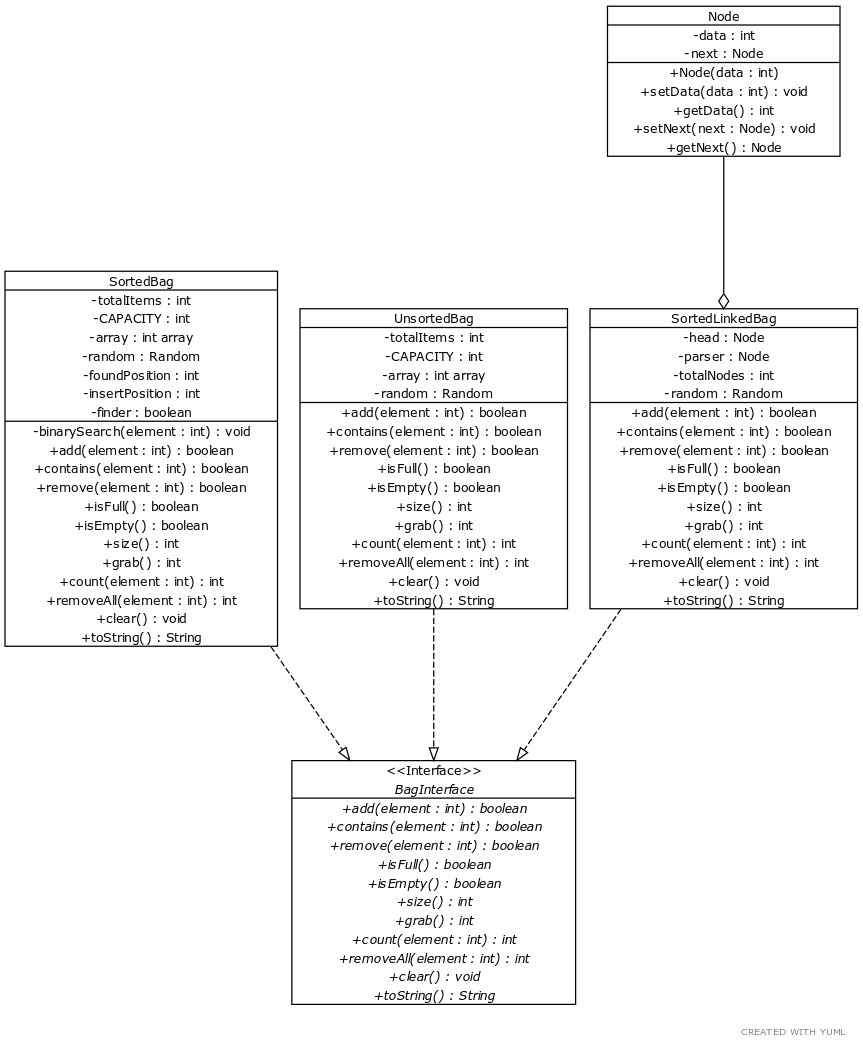 Node
-data : int
-next : Node
+Node(data : int)
+setData(data : int) : void
+getData() : int
+setNext(next : Node) : void
+getNext() : Node
SortedBag
-totalItems : int
-CAPACITY : int
-array : int array
-random : Random
-foundPosition : int
-insertPosition : int
-finder : boolean
-binarySearch(element : int) : void
+add(element : int) : boolean
+contains(element : int) : boolean
+remove(element : int) : boolean
+isFull() : boolean
+isEmpty() : boolean
+size() : int
+grab() : int
+count(element : int) : int
+removeAll(element : int) : int
+clear() : void
+toString() : String
UnsortedBag
-totalItems : int
-CAPACITY : int
-array : int array
-random : Random
+add(element : int) : boolean
+contains(element : int) : boolean
+remove(element : int) : boolean
+isFull() : boolean
+isEmpty() : boolean
+size() : int
+grab() : int
+count(element : int) : int
+removeAll(element : int) : int
+clear() : void
+toString() : String
SortedLinkedBag
-head : Node
-parser : Node
-totalNodes : int
-random : Random
+add(element : int) : boolean
+contains(element : int) : boolean
+remove(element : int) : boolean
+isFull() : boolean
+isEmpty() : boolean
+size() : int
+grab() : int
+count(element : int) : int
+removeAll(element : int) : int
+clear() : void
+toString() : String
<<Interface>>
BagInterface
+add(element : int) : boolean
+contains(element : int) : boolean
+remove(element : int) : boolean
+isFull() : boolean
+isEmpty() : boolean
+size() : int
+grab() : int
+count(element : int) : int
+removeAll(element : int) : int
+clear() : void
+toString() : String
CREATED WITH YUML